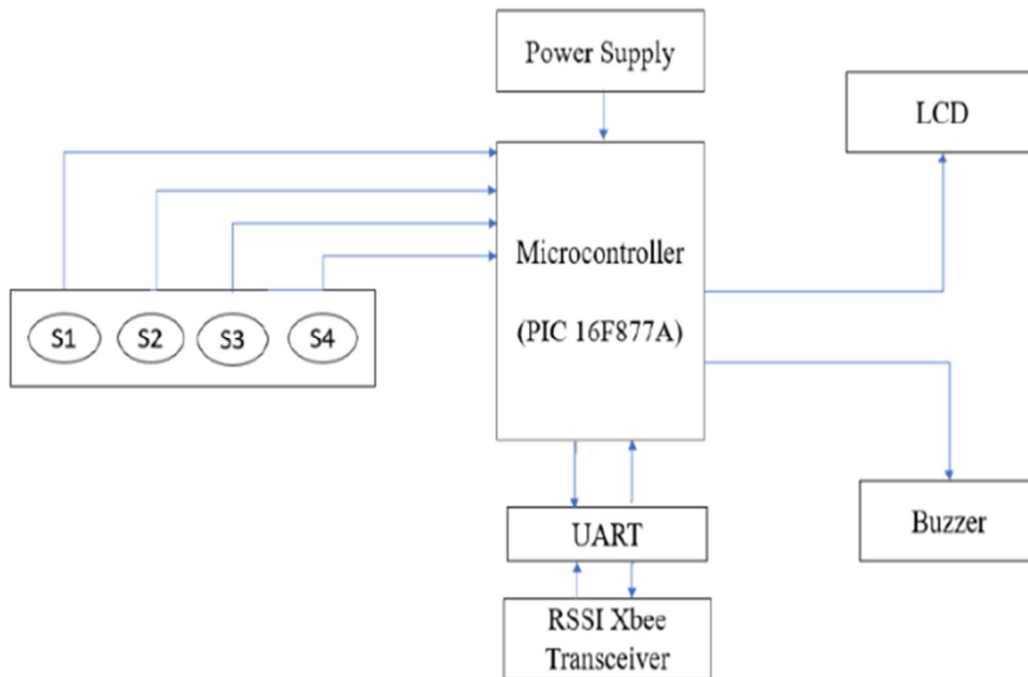 Power Supply
LCD
Microcontroller
(PIC 16F877A)
S1 S2 S3 S4
Buzzer
UART
RSSI Xbee
Transceiver